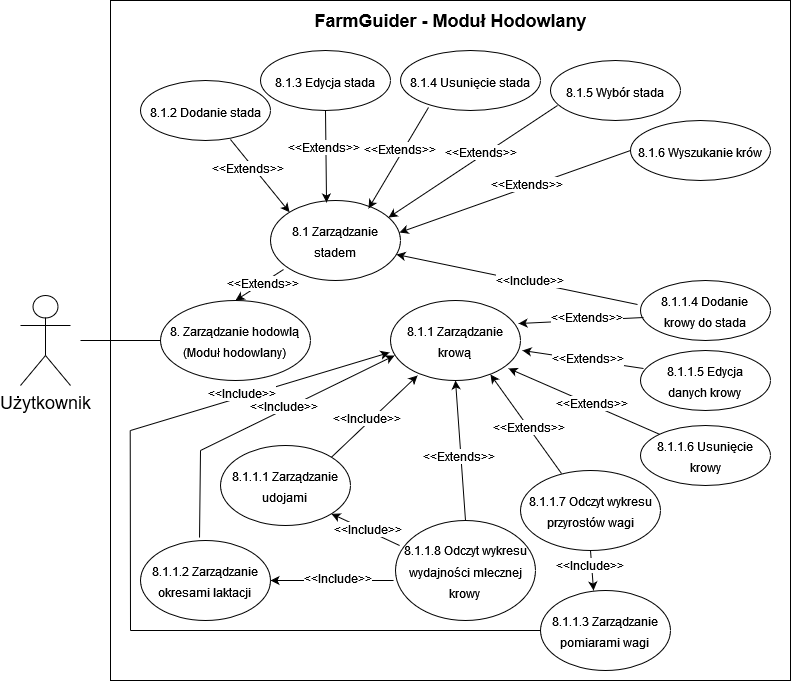 FarmGuider - Moduł Hodowlany
8.1.3 Edycja stada
8.1.4 Usunięcie stada
8.1.5 Wybór stada
8.1.2 Dodanie stada
8.1.6 Wyszukanie krów
<<Extends>>
<<Extends>>
<<Extends>>
<<Extends>>
<<Extends>>
8.1 Zarządzanie
stadem
<<Extends>>
<<Include>>
8. Zarządzanie hodowlą
(Moduł hodowlany)
8.1.1 Zarządzanie
krową
8.1.1.4 Dodanie
krowy do stada
<<Extends>>
<<Extends>>
8.1.1.5 Edycja
danych krowy
Użytkownik
<<Include>>
<<Include>>
<<Include>>
<<Extends>>
<<Extends>>
<<Extends>>
8.1.1.6 Usunięcie
krowy
8.1.1.1 Zarządzanie
udojami
8.1.1.7 Odczyt wykresu
przyrostów wagi
<<Include>>
8.1.1.8 Odczyt wykresu
wydajności mlecznej
krowy
<<Include>>
<<Include>>
8.1.1.2 Zarządzanie
okresami laktacji
8.1.1.3 Zarządzanie
pomiarami wagi